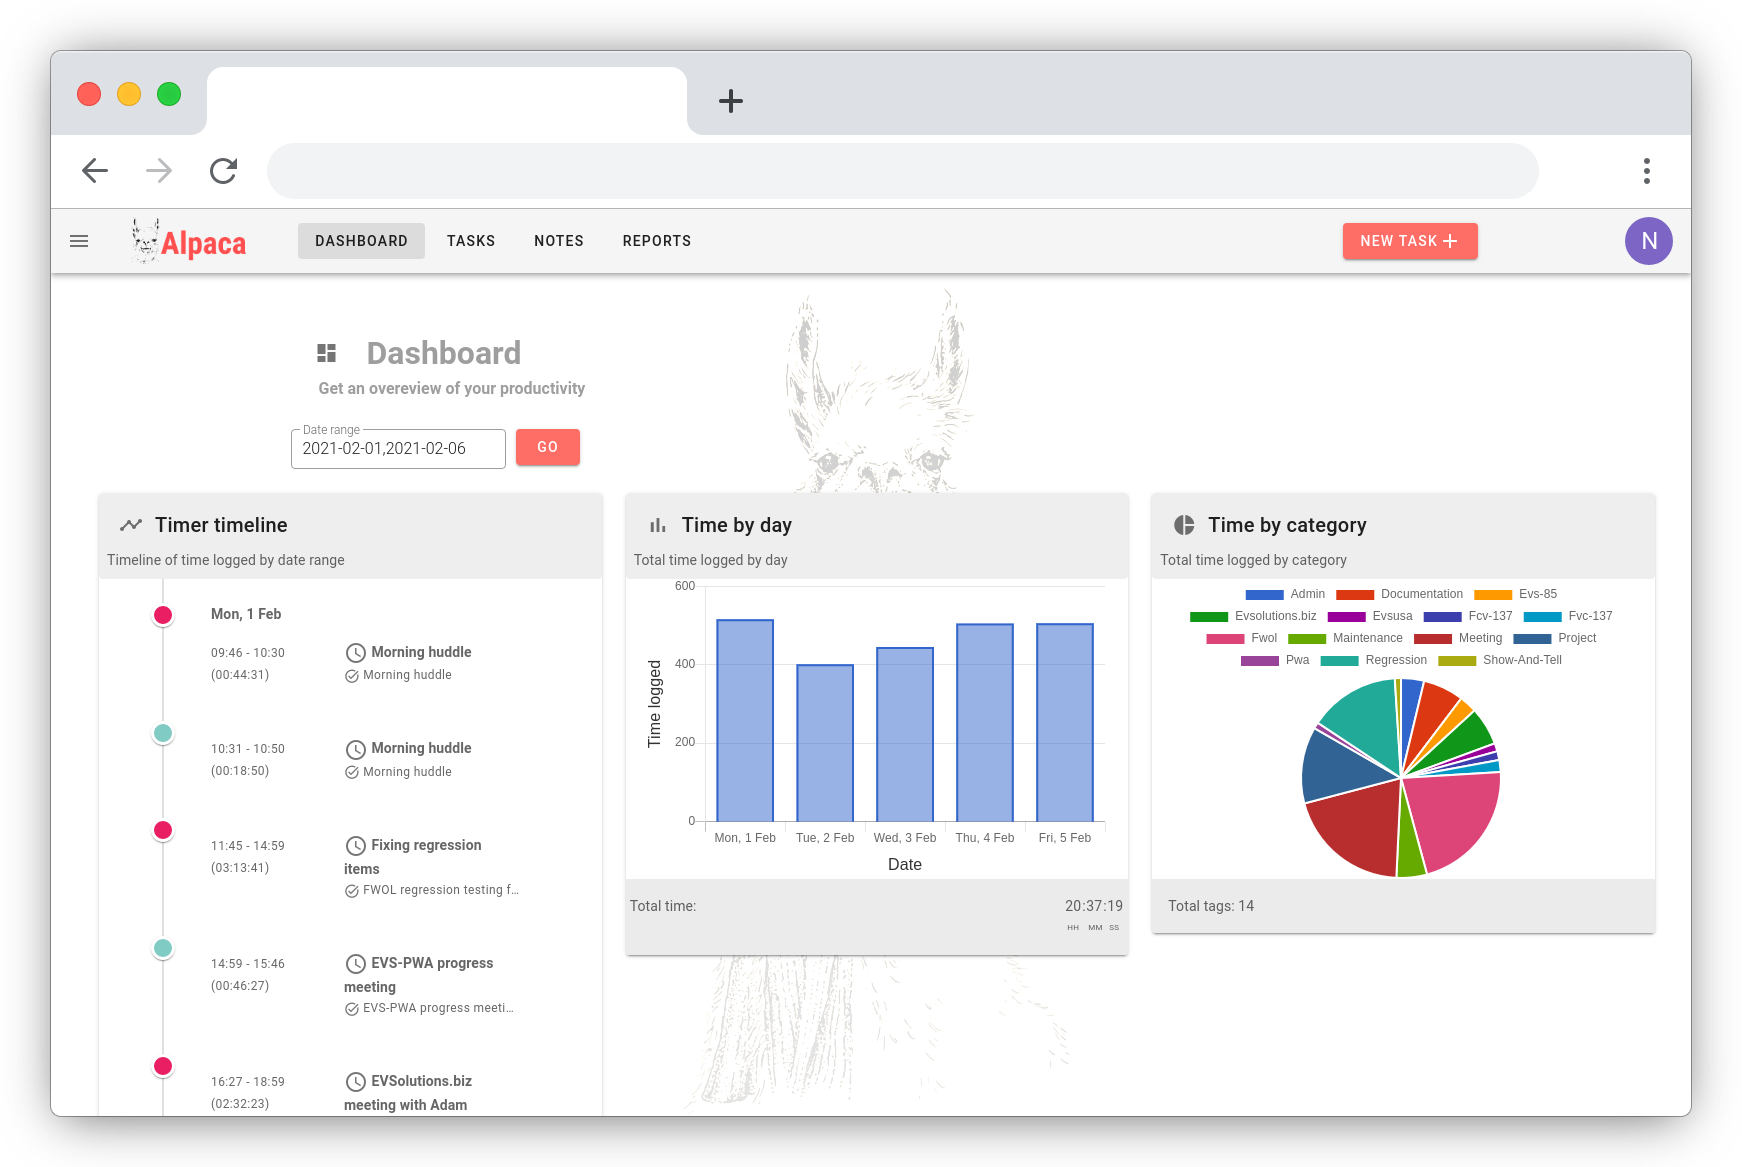 Alpaca
DASHBOARD
TASKS
NOTES
REPORTS
NEW TASK
N
Dashboard
Get an overeview of your productivity
Date range
2021-02-01,2021-02-06
GO
Timer timeline
Timeline of time logged by date range
Mon, 1 Feb
09:46 - 10:30
(00:44:31)
Morning huddle
Morning huddle
10:31 - 10:50
(00:18:50)
Morning huddle
Morning huddle
11:45 - 14:59
(03:13:41)
Fixing regression
items
FWOL regression testing f...
14:59 - 15:46
(00:46:27)
EVS-PWA progress
meeting
EVS-PWA progress meeti...
16:27 - 18:59
(02:32:23)
EVSolutions.biz
meeting with Adam
Time by day
Total time logged by day
600
400
200
0
Time logged
Mon, 1 Feb
Tue, 2 Feb
Wed, 3 Feb
Thu, 4 Feb
Fri, 5 Feb
Date
Total time:
20:37:19
HH MM SS
Time by category
Total time logged by category
Admin
Documentation
Evs-85
Evsolutions.biz
Evsusa
Fcv-137
Fvc-137
Fwol
Maintenance
Meeting
Project
Pwa
Regression
Show-And-Tell
Total tags: 14